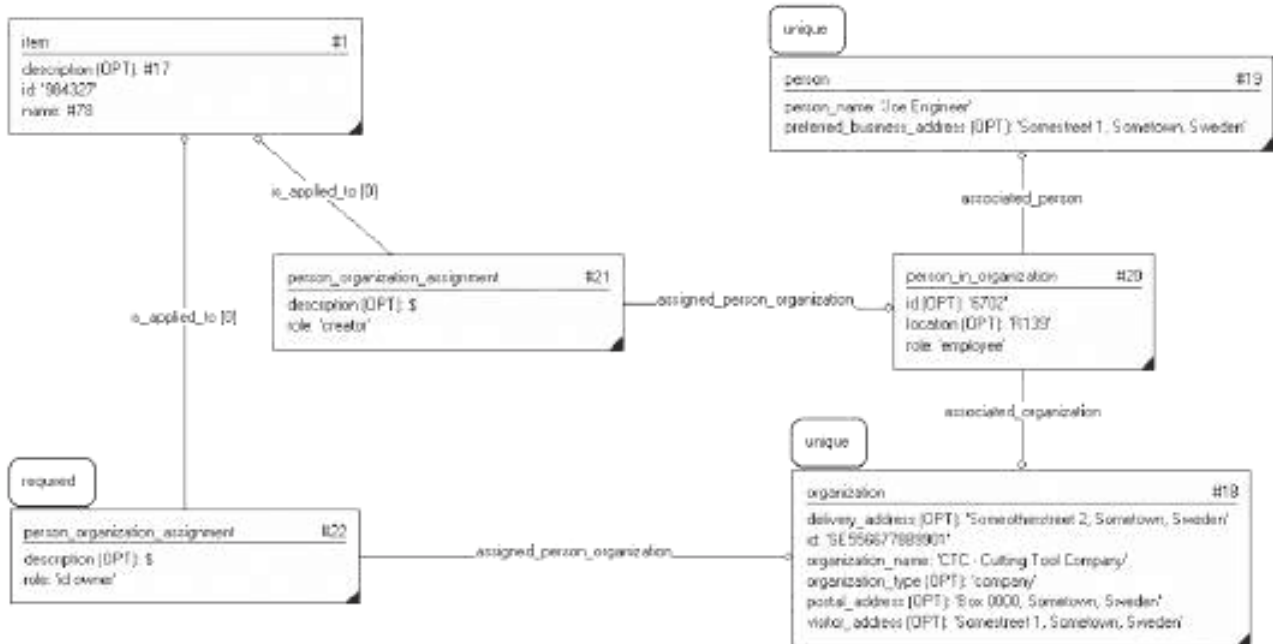 item #1
description (OPT): #17
id: '984327'
name: #78
unique
person #19
person_name: 'Joe Engineer'
preferred_business_address (OPT): 'Somestreet 1, Sometown, Sweden'
is_applied_to [0]
associated_person
person_organization_assignment #21
description (OPT): $
role: 'creator'
assigned_person_organization
person_in_organization #20
id (OPT): '6702'
location (OPT): 'R139'
role: 'employee'
is_applied_to [0]
associated_organization
unique
required
organization #18
delivery_address (OPT): 'Someotherstreet 2, Sometown, Sweden'
id: 'SE556677889901'
organization_name: 'CTC - Cutting Tool Company'
organization_type (OPT): 'company'
postal_address (OPT): 'Box 0000, Sometown, Sweden'
visitor_address (OPT): 'Somestreet 1, Sometown, Sweden'
person_organization_assignment #22
description (OPT): $
role: 'id owner'
assigned_person_organization